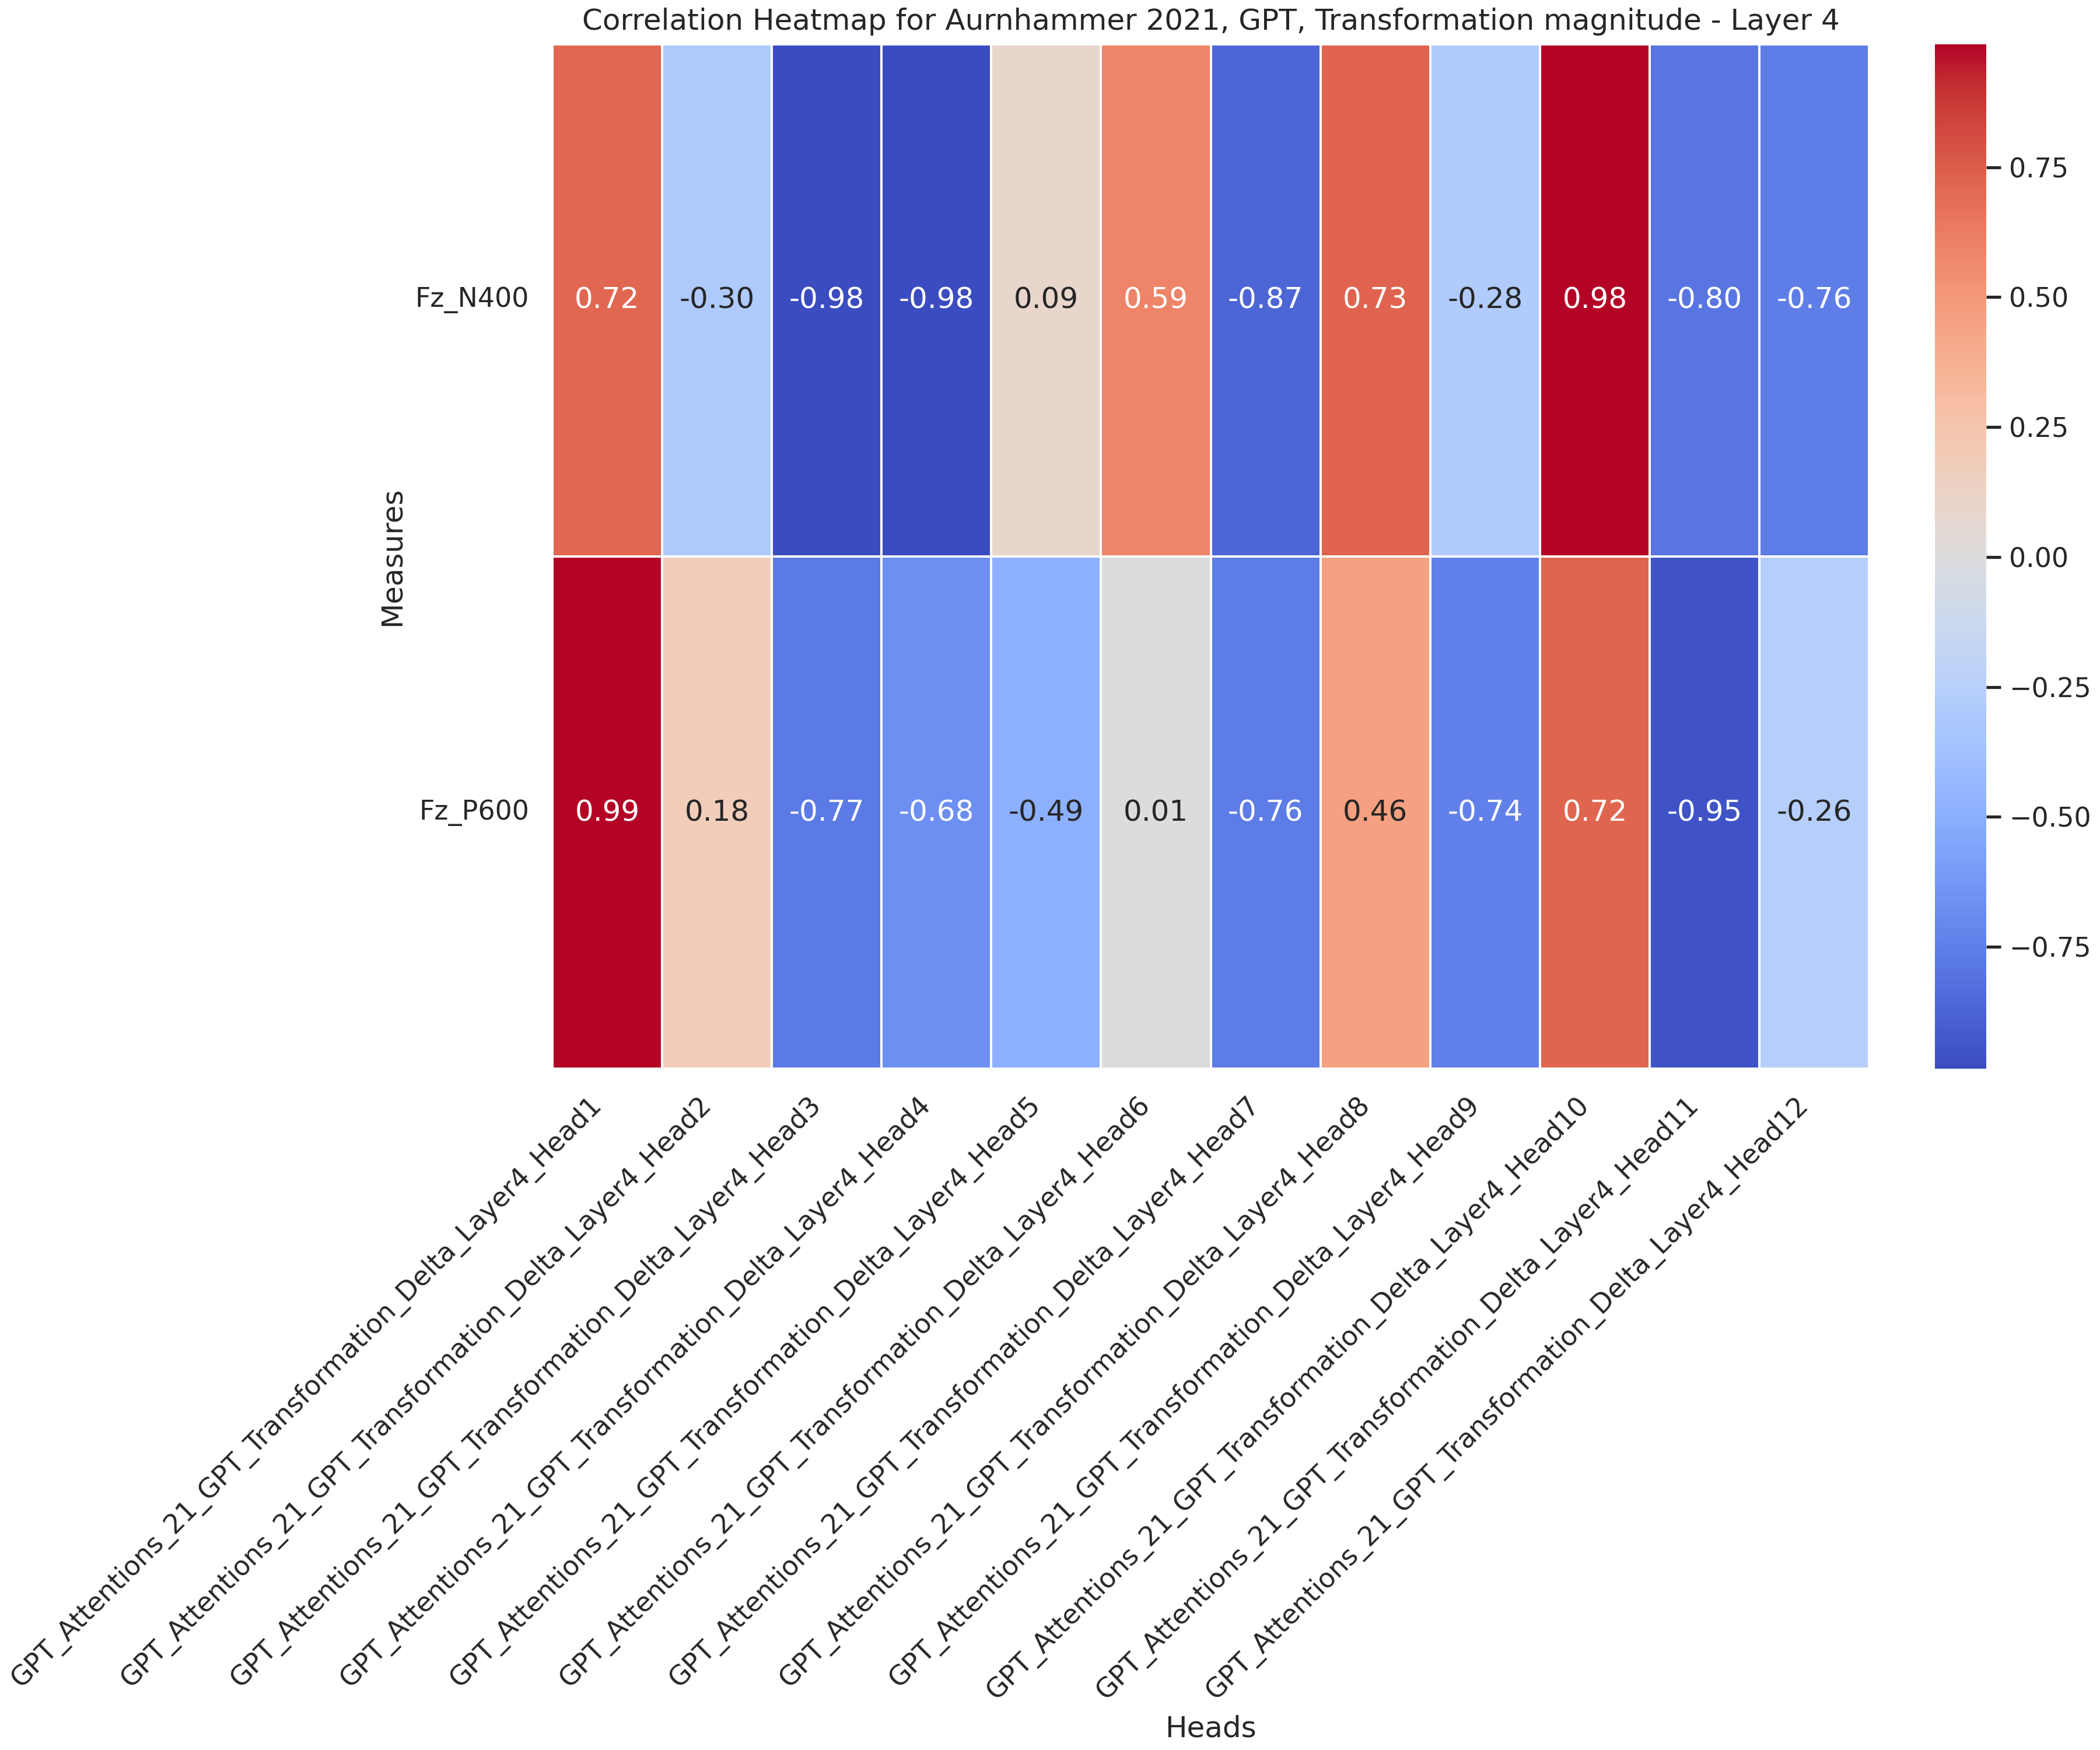 Correlation Heatmap for Aurnhammer 2021, GPT, Transformation magnitude - Layer 4
Measures
Fz_N400
0.72 -0.30 -0.98 -0.98 0.09 0.59 -0.87 0.73 -0.28 0.98 -0.80 -0.76
Fz_P600
0.99 0.18 -0.77 -0.68 -0.49 0.01 -0.76 0.46 -0.74 0.72 -0.95 -0.26
GPT_Attentions_21_GPT_Transformation_Delta_Layer4_Head1
GPT_Attentions_21_GPT_Transformation_Delta_Layer4_Head2
GPT_Attentions_21_GPT_Transformation_Delta_Layer4_Head3
GPT_Attentions_21_GPT_Transformation_Delta_Layer4_Head4
GPT_Attentions_21_GPT_Transformation_Delta_Layer4_Head5
GPT_Attentions_21_GPT_Transformation_Delta_Layer4_Head6
GPT_Attentions_21_GPT_Transformation_Delta_Layer4_Head7
GPT_Attentions_21_GPT_Transformation_Delta_Layer4_Head8
GPT_Attentions_21_GPT_Transformation_Delta_Layer4_Head9
GPT_Attentions_21_GPT_Transformation_Delta_Layer4_Head10
GPT_Attentions_21_GPT_Transformation_Delta_Layer4_Head11
GPT_Attentions_21_GPT_Transformation_Delta_Layer4_Head12
Heads
0.75
0.50
0.25
0.00
−0.25
−0.50
−0.75